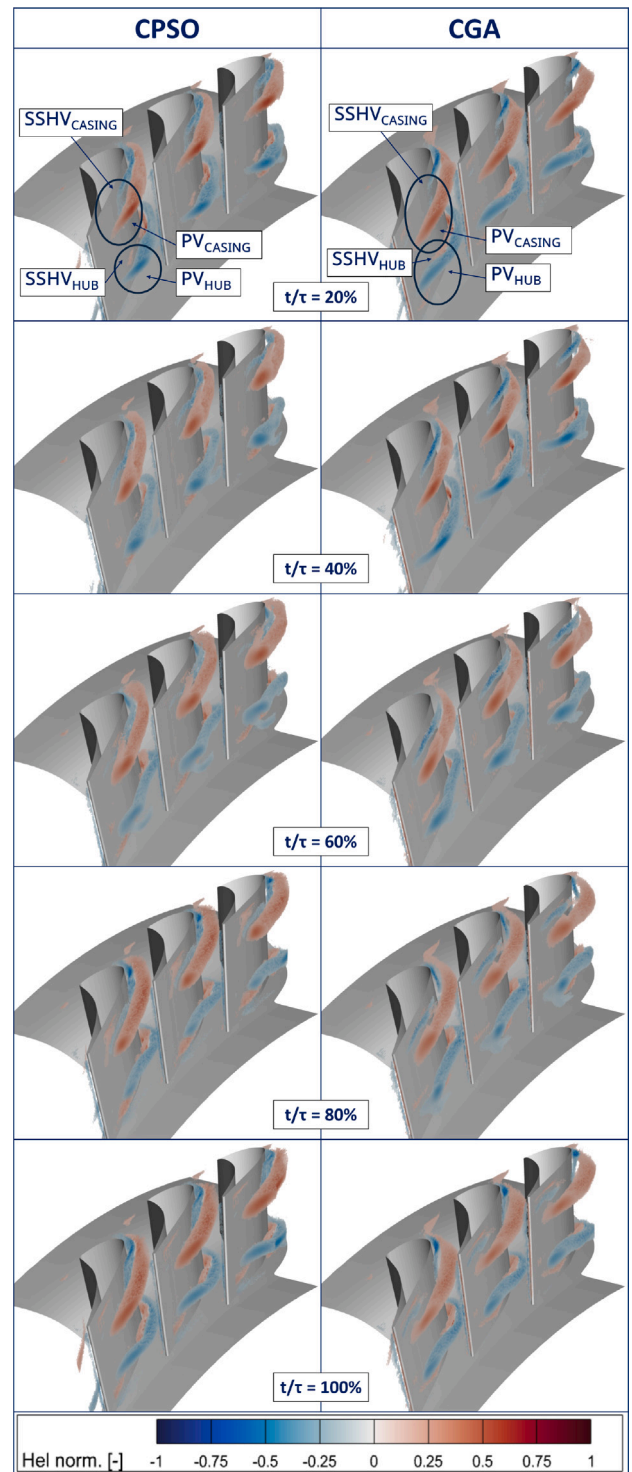 CPSO CGA
SSHV_CASING
PV_CASING
SSHV_HUB
PV_HUB
SSHV_CASING
PV_CASING
SSHV_HUB
PV_HUB
t/τ = 20%
t/τ = 40%
t/τ = 60%
t/τ = 80%
t/τ = 100%
Hel norm. [-]
-1 -0.75 -0.5 -0.25 0 0.25 0.5 0.75 1